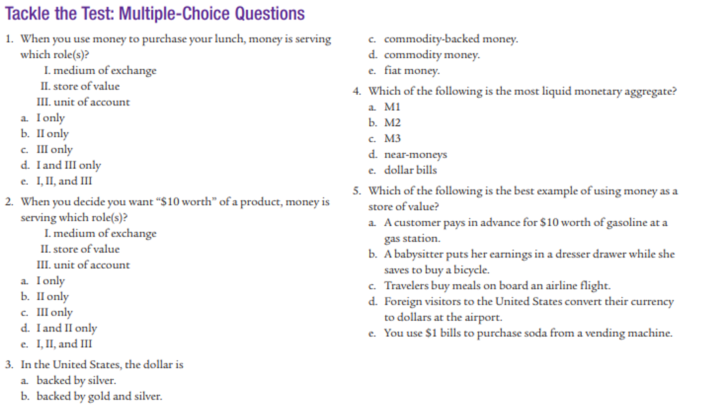 Tackle the Test: Multiple-Choice Questions
1. When you use money to purchase your lunch, money is serving
which role(s)?
I. medium of exchange
II. store of value
III. unit of account
a. I only
b. II only
c. III only
d. I and III only
e. I, II, and III
2. When you decide you want “$10 worth” of a product, money is
serving which role(s)?
I. medium of exchange
II. store of value
III. unit of account
a. I only
b. II only
c. III only
d. I and II only
e. I, II, and III
3. In the United States, the dollar is
a. backed by silver.
b. backed by gold and silver.
c. commodity-backed money.
d. commodity money.
e. fiat money.
4. Which of the following is the most liquid monetary aggregate?
a. M1
b. M2
c. M3
d. near-moneys
e. dollar bills
5. Which of the following is the best example of using money as a
store of value?
a. A customer pays in advance for $10 worth of gasoline at a
gas station.
b. A babysitter puts her earnings in a dresser drawer while she
saves to buy a bicycle.
c. Travelers buy meals on board an airline flight.
d. Foreign visitors to the United States convert their currency
to dollars at the airport.
e. You use $1 bills to purchase soda from a vending machine.